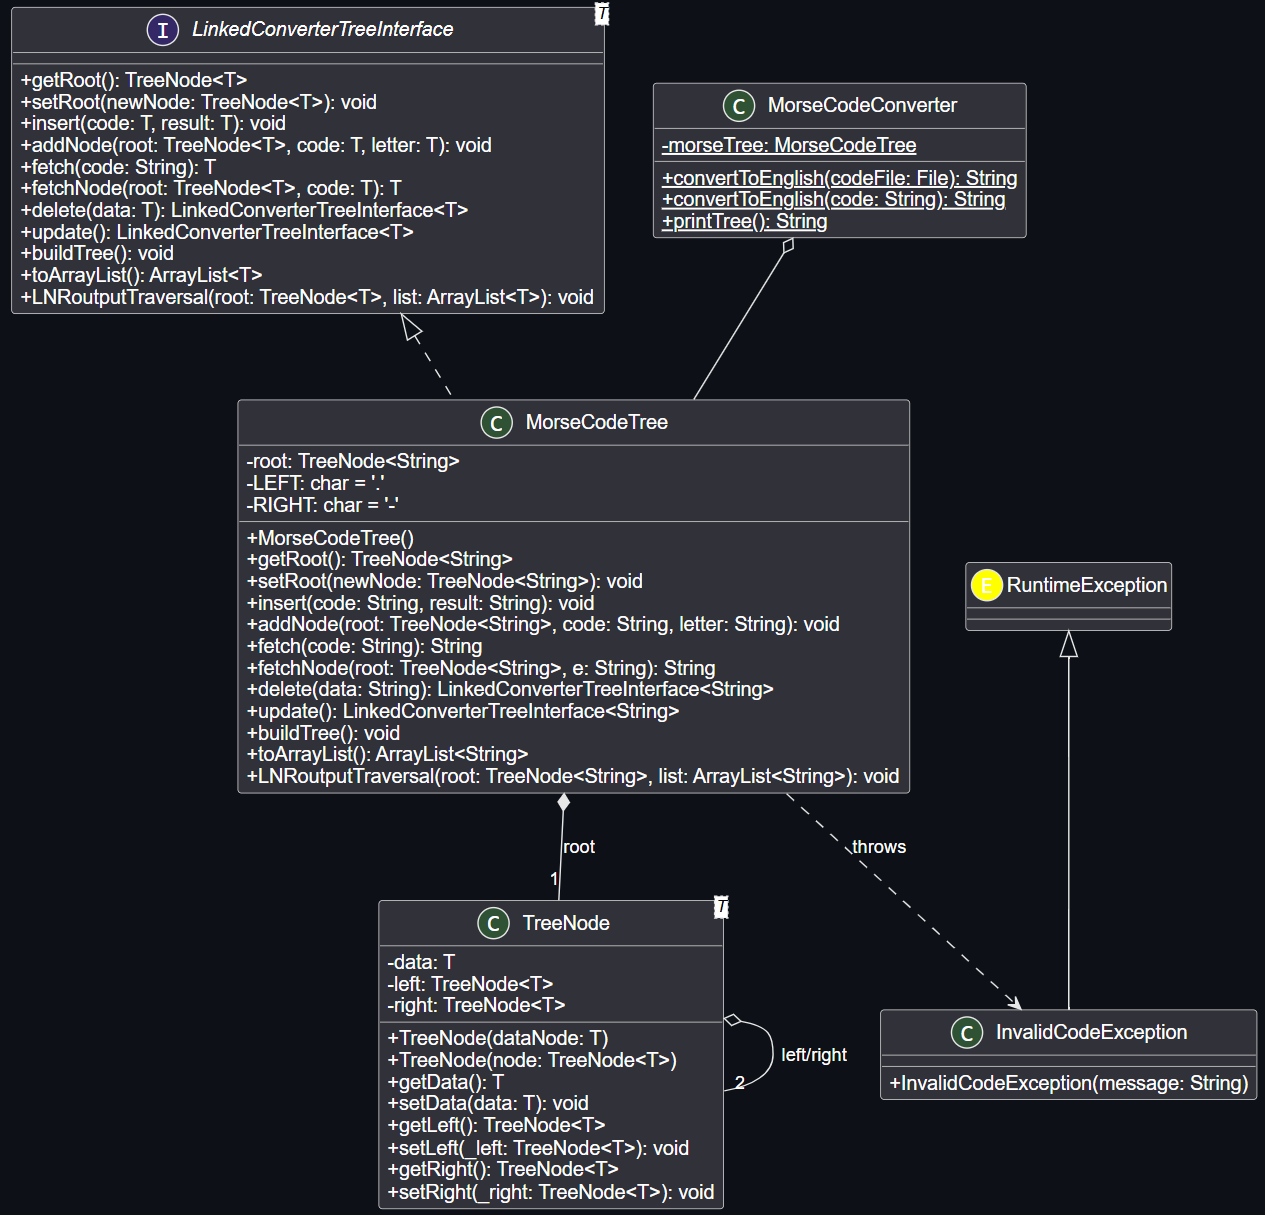 I LinkedConverterTreeInterface T
+getRoot(): TreeNode<T>
+setRoot(newNode: TreeNode<T>): void
+insert(code: T, result: T): void
+addNode(root: TreeNode<T>, code: T, letter: T): void
+fetch(code: String): T
+fetchNode(root: TreeNode<T>, code: T): T
+delete(data: T): LinkedConverterTreeInterface<T>
+update(): LinkedConverterTreeInterface<T>
+buildTree(): void
+toArrayList(): ArrayList<T>
+LNRoutputTraversal(root: TreeNode<T>, list: ArrayList<T>): void
C MorseCodeConverter
-morseTree: MorseCodeTree
+convertToEnglish(codeFile: File): String
+convertToEnglish(code: String): String
+printTree(): String
C MorseCodeTree
-root: TreeNode<String>
-LEFT: char = '.'
-RIGHT: char = '-'
+MorseCodeTree()
+getRoot(): TreeNode<String>
+setRoot(newNode: TreeNode<String>): void
+insert(code: String, result: String): void
+addNode(root: TreeNode<String>, code: String, letter: String): void
+fetch(code: String): String
+fetchNode(root: TreeNode<String>, e: String): String
+delete(data: String): LinkedConverterTreeInterface<String>
+update(): LinkedConverterTreeInterface<String>
+buildTree(): void
+toArrayList(): ArrayList<String>
+LNRoutputTraversal(root: TreeNode<String>, list: ArrayList<String>): void
E RuntimeException
root
1
throws
C TreeNode T
-data: T
-left: TreeNode<T>
-right: TreeNode<T>
+TreeNode(dataNode: T)
+TreeNode(node: TreeNode<T>)
+getData(): T
+setData(data: T): void
+getLeft(): TreeNode<T>
+setLeft(_left: TreeNode<T>): void
+getRight(): TreeNode<T>
+setRight(_right: TreeNode<T>): void
left/right
2
C InvalidCodeException
+InvalidCodeException(message: String)